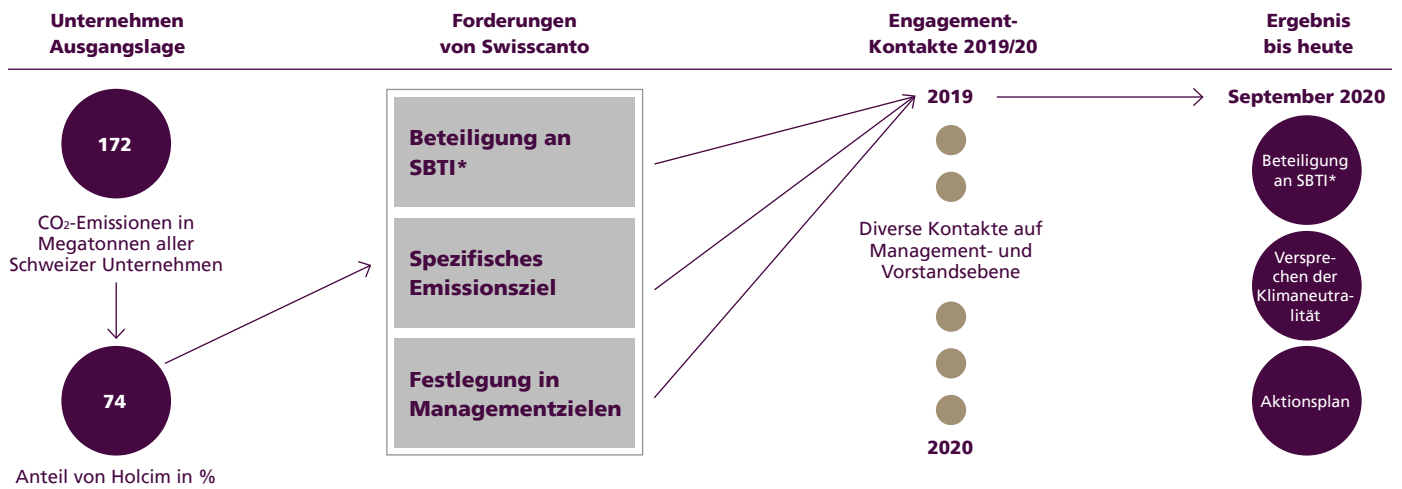 Unternehmen
Ausgangslage
Forderungen
von Swisscanto
Engagement-
Kontakte 2019/20
Ergebnis
bis heute
172
CO₂-Emissionen in
Megatonnen aller
Schweizer Unternehmen
74
Anteil von Holcim in %
Beteiligung an
SBTI*
Spezifisches
Emissionsziel
Festlegung in
Managementzielen
2019
Diverse Kontakte auf
Management- und
Vorstandsebene
2020
September 2020
Beteiligung
an SBTI*
Verspre-
chen der
Klimaneutra-
lität
Aktionsplan